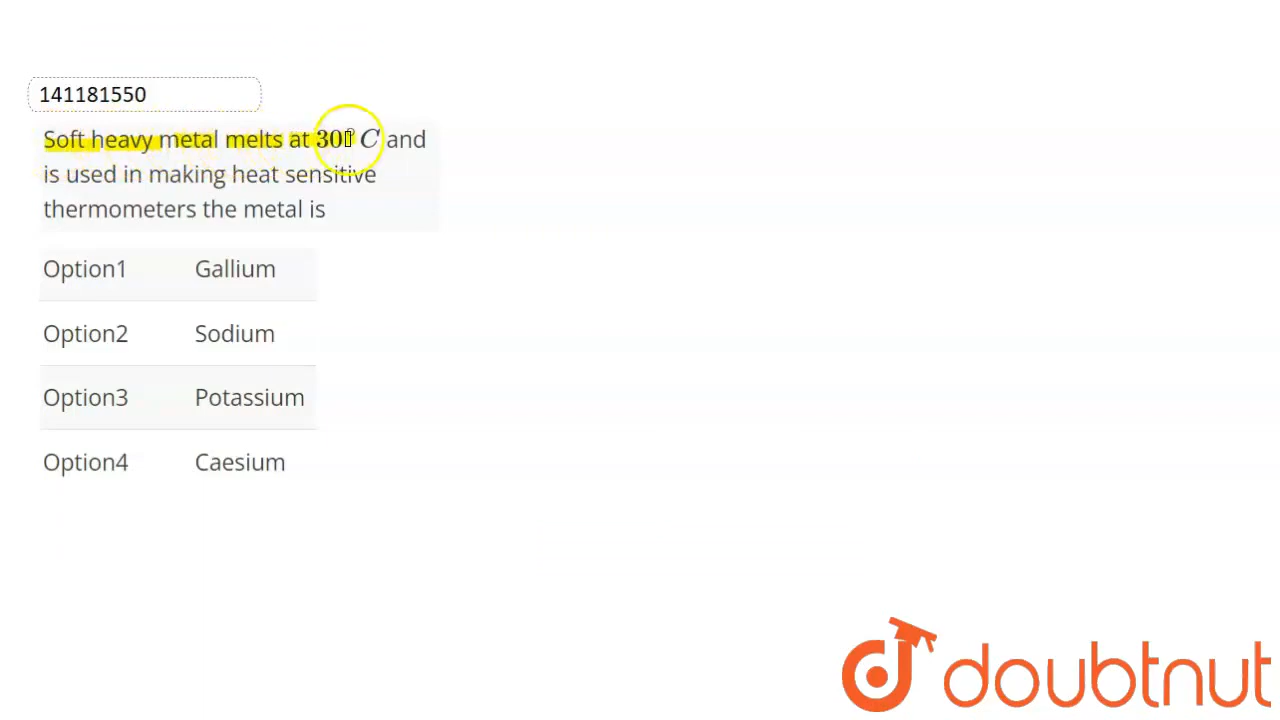 141181550
Soft heavy metal melts at 30° C and
is used in making heat sensitive
thermometers the metal is
Option1 Gallium
Option2 Sodium
Option3 Potassium
Option4 Caesium
doubtnut